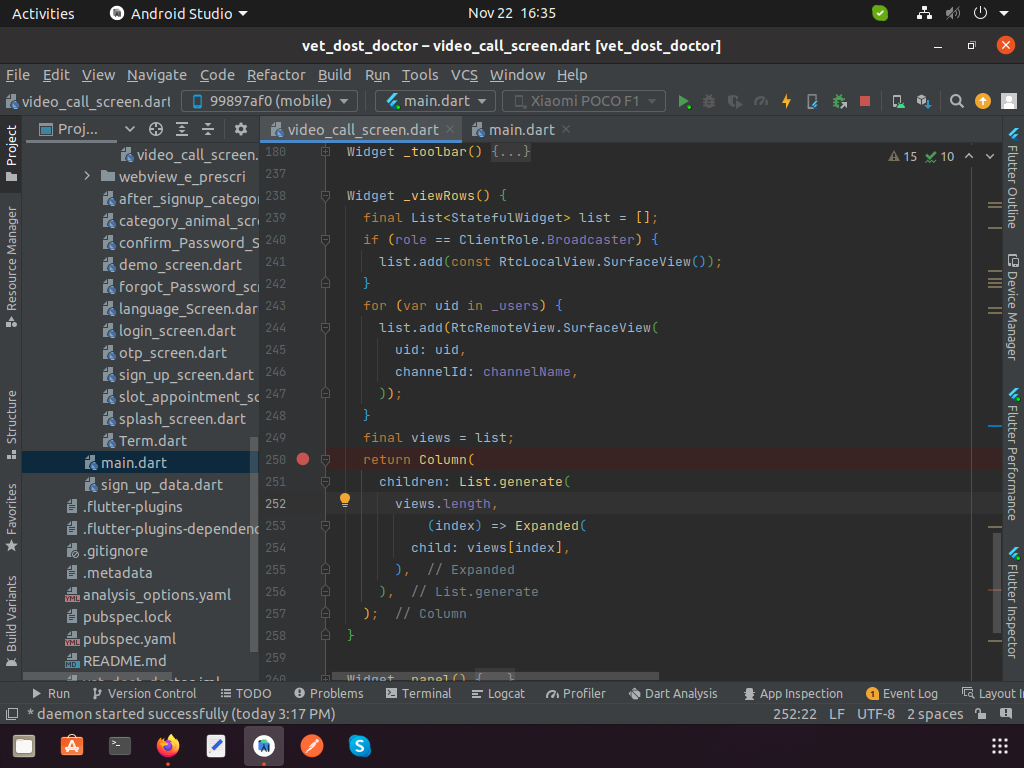 Activities
Android Studio
Nov 22 16:35
vet_dost_doctor – video_call_screen.dart [vet_dost_doctor]
File Edit View Navigate Code Refactor Build Run Tools VCS Window Help
video_call_screen.dart
99897af0 (mobile)
main.dart
Xiaomi POCO F1
Project
Resource Manager
Structure
Favorites
Build Variants
Proj...
video_call_screen.
webview_e_prescri
after_signup_catego
category_animal_scr
confirm_Password_S
demo_screen.dart
forgot_Password_scr
language_Screen.dar
login_screen.dart
otp_screen.dart
sign_up_screen.dart
slot_appointment_sc
splash_screen.dart
Term.dart
main.dart
sign_up_data.dart
.flutter-plugins
.flutter-plugins-dependenc
.gitignore
.metadata
analysis_options.yaml
pubspec.lock
pubspec.yaml
README.md
vet_dost_doctor.iml
video_call_screen.dart
main.dart
15
10
180 Widget _toolbar() {...}
237
238 Widget _viewRows() {
239 final List<StatefulWidget> list = [];
240 if (role == ClientRole.Broadcaster) {
241 list.add(const RtcLocalView.SurfaceView());
242 }
243 for (var uid in _users) {
244 list.add(RtcRemoteView.SurfaceView(
245 uid: uid,
246 channelId: channelName,
247 ));
248 }
249 final views = list;
250 return Column(
251 children: List.generate(
252 views.length,
253 (index) => Expanded(
254 child: views[index],
255 ), // Expanded
256 ), // List.generate
257 ); // Column
258 }
259
260 Widget _panel() {...}
Flutter Outline
Device Manager
Flutter Performance
Flutter Inspector
Run
Version Control
TODO
Problems
Terminal
Logcat
Profiler
Dart Analysis
App Inspection
1 Event Log
Layout In
* daemon started successfully (today 3:17 PM)
252:22 LF UTF-8 2 spaces